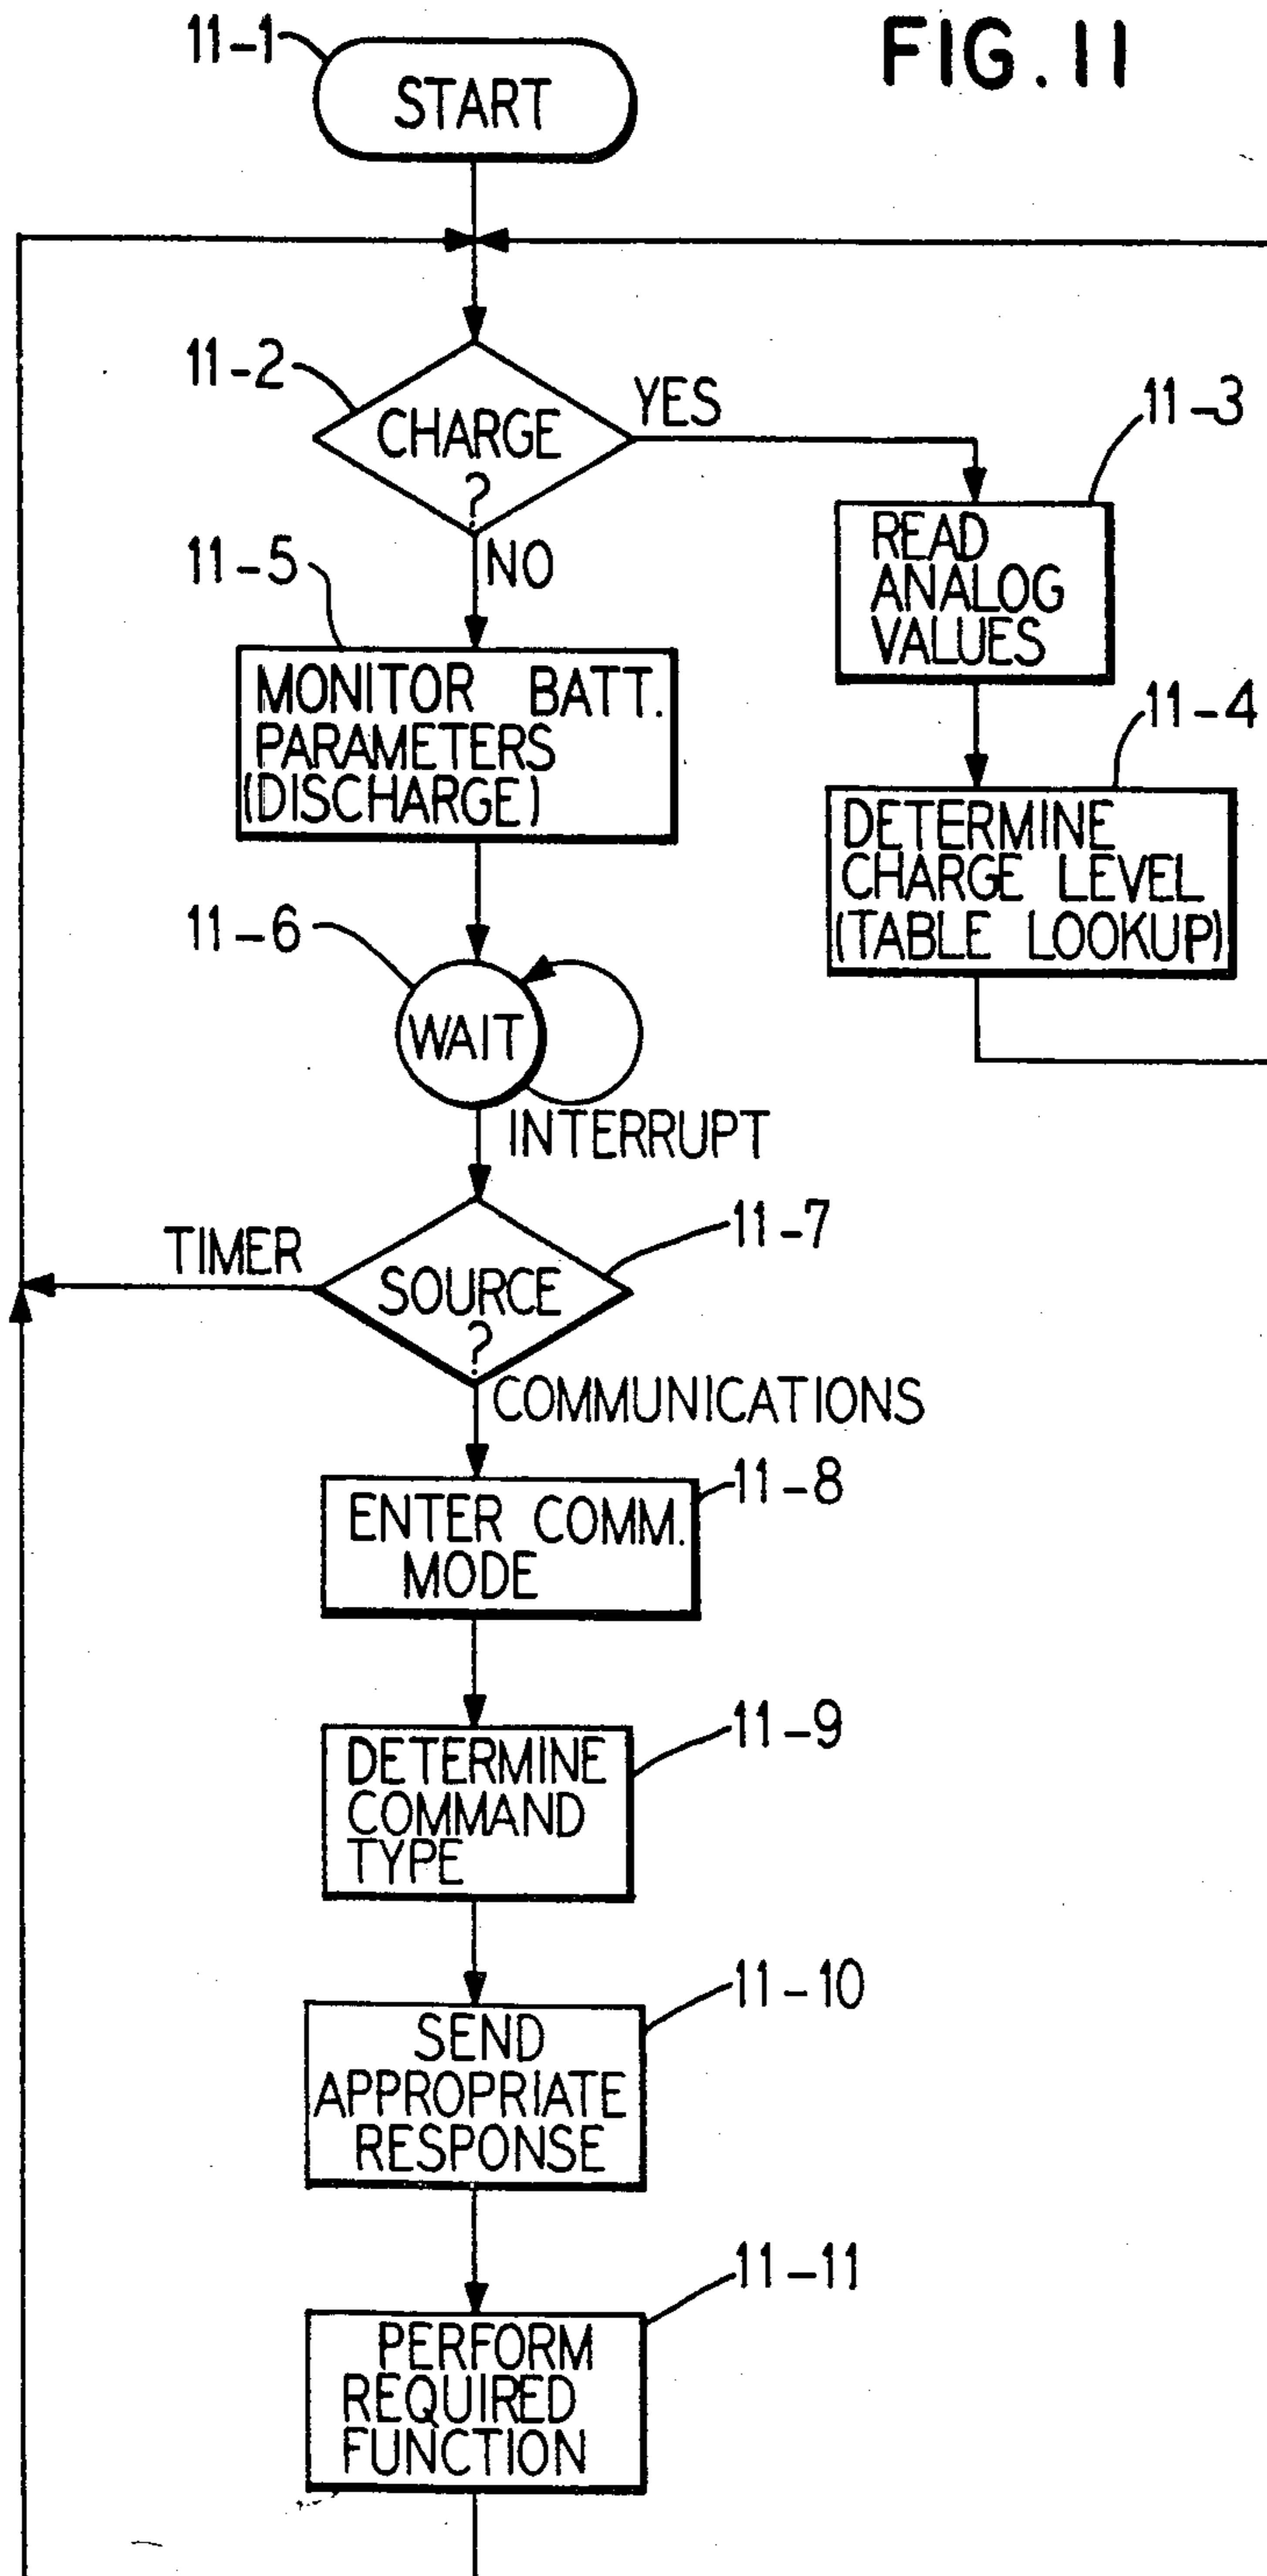 FIG. 11
11-1
START
11-2
CHARGE
?
YES
NO
11-3
READ
ANALOG
VALUES
11-4
DETERMINE
CHARGE LEVEL
(TABLE LOOKUP)
11-5
MONITOR BATT.
PARAMETERS
(DISCHARGE)
11-6
WAIT
INTERRUPT
11-7
SOURCE
?
TIMER
COMMUNICATIONS
11-8
ENTER COMM.
MODE
11-9
DETERMINE
COMMAND
TYPE
11-10
SEND
APPROPRIATE
RESPONSE
11-11
PERFORM
REQUIRED
FUNCTION